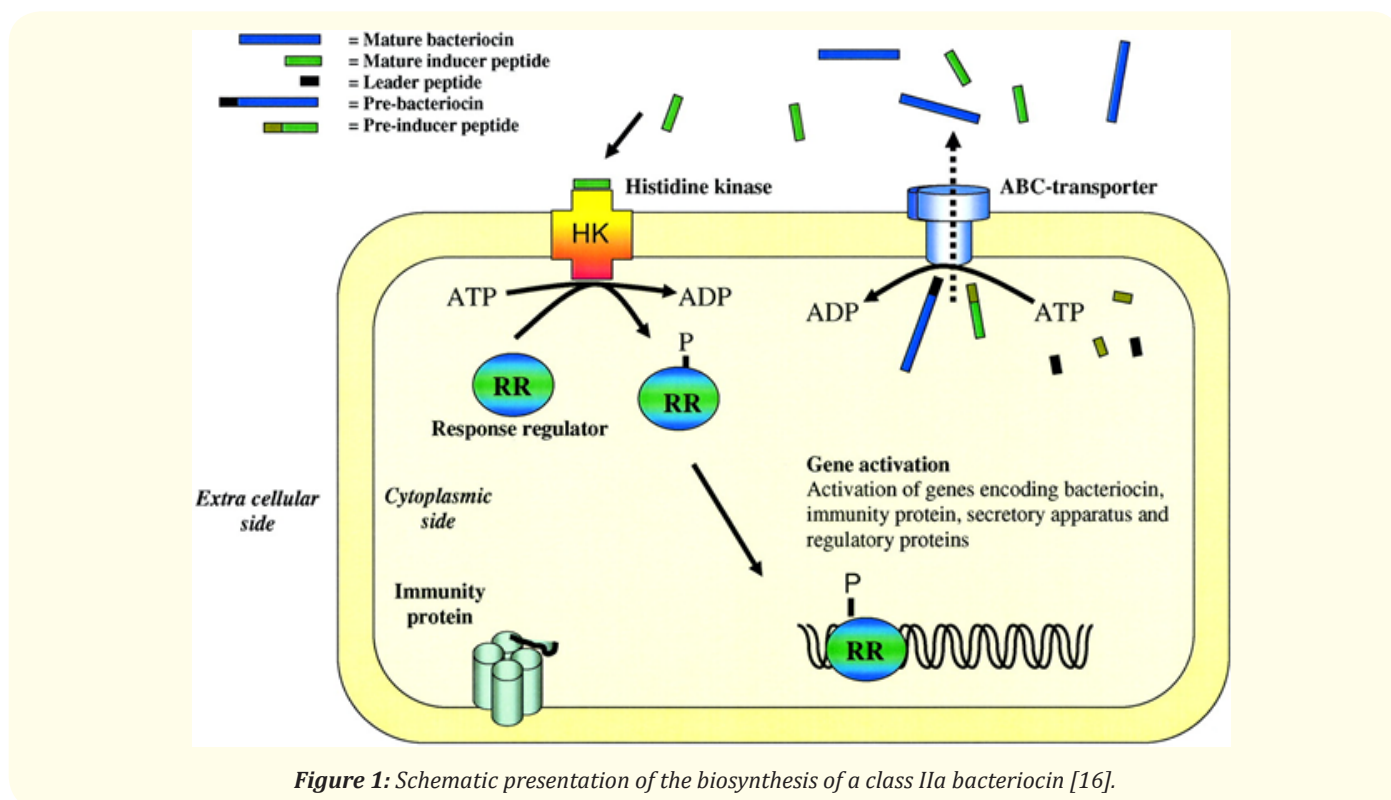 = Mature bacteriocin
= Mature inducer peptide
= Leader peptide
= Pre-bacteriocin
= Pre-inducer peptide
Histidine kinase
ABC-transporter
HK
ATP
ADP
ADP
ATP
P
RR
RR
Response regulator
Gene activation
Activation of genes encoding bacteriocin,
immunity protein, secretory apparatus and
regulatory proteins
Extra cellular
side
Cytoplasmic
side
Immunity
protein
P
RR
Figure 1: Schematic presentation of the biosynthesis of a class IIa bacteriocin [16].